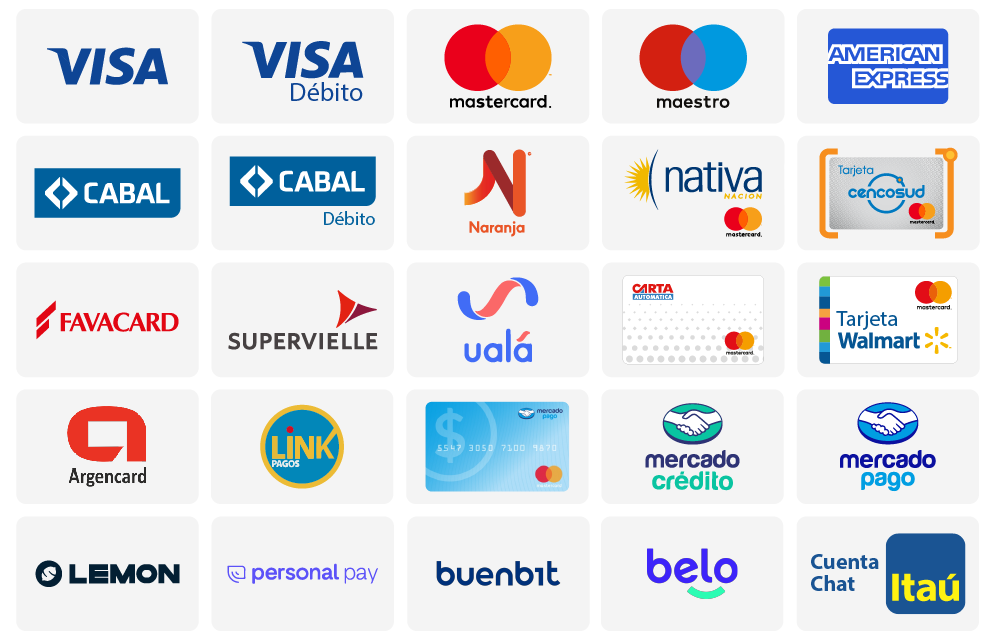 VISA
VISA
Débito
mastercard.
maestro
AMERICAN
EXPRESS
CABAL
CABAL
Débito
Naranja
nativa
NACIÓN
mastercard.
Tarjeta
cencosud
mastercard.
FAVACARD
SUPERVIELLE
ualá
CARTA
AUTOMATICA
mastercard.
mastercard.
Tarjeta
Walmart
Argencard
LiNK
PAGOS
mercado
pago
5547 3050 7100 9870
mastercard.
mercado
crédito
mercado
pago
LEMON
personal pay
buenbit
belo
Cuenta
Chat
Itaú